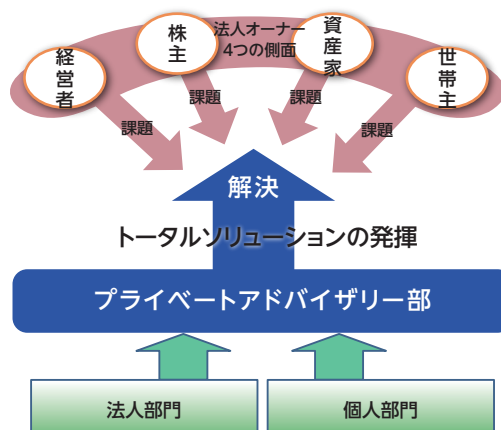 法人オーナー
4つの側面
経営者
株主
資産家
世帯主
課題
課題
課題
課題
解決
トータルソリューションの発揮
プライベートアドバイザリー部
法人部門
個人部門